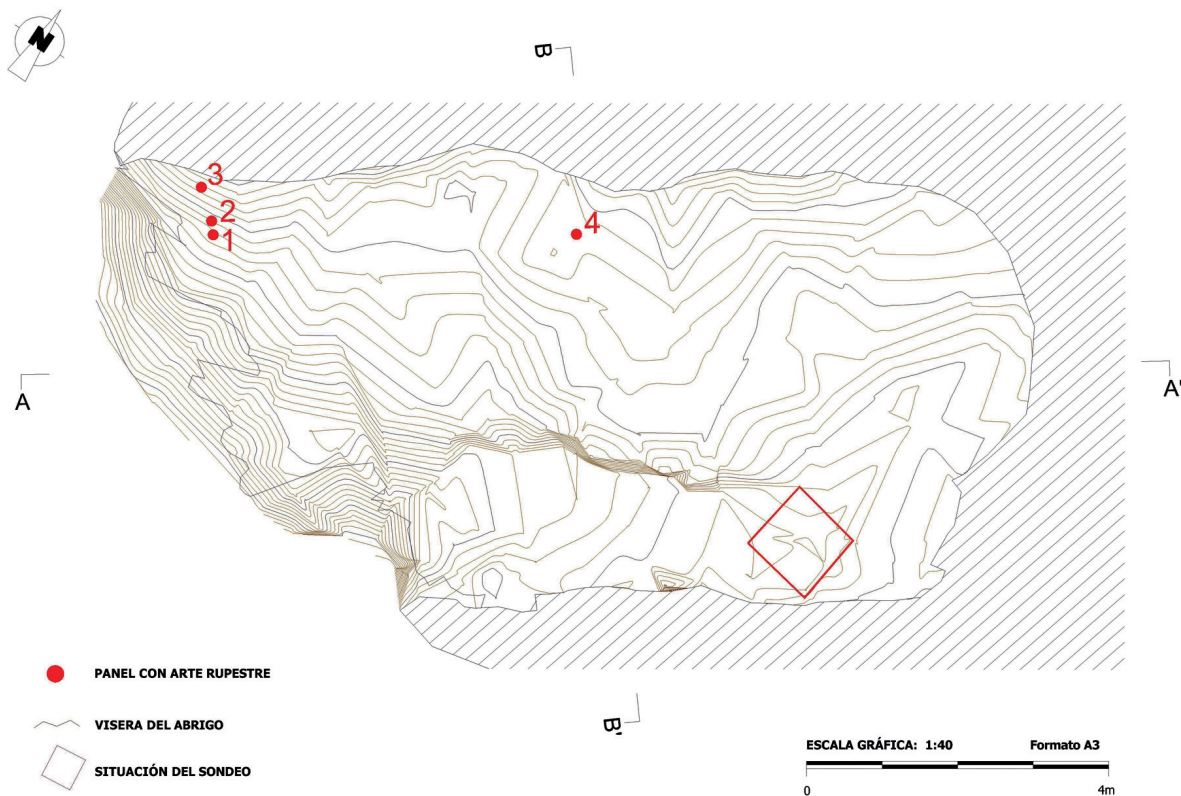 N
B
3
2
1
4
A
A'
B'
PANEL CON ARTE RUPESTRE
VISERA DEL ABRIGO
SITUACIÓN DEL SONDEO
ESCALA GRÁFICA: 1:40 Formato A3
0 4m